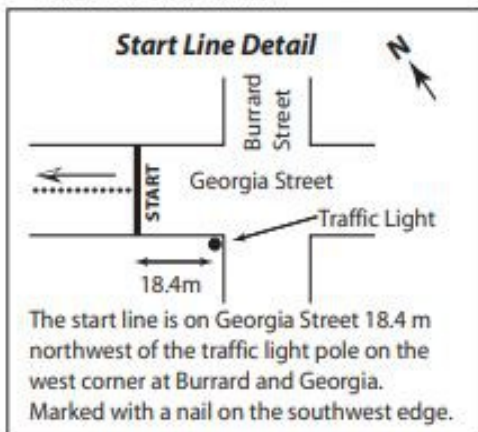 Start Line Detail
N
Burrard
Street
START
Georgia Street
Traffic Light
18.4m
The start line is on Georgia Street 18.4 m
northwest of the traffic light pole on the
west corner at Burrard and Georgia.
Marked with a nail on the southwest edge.